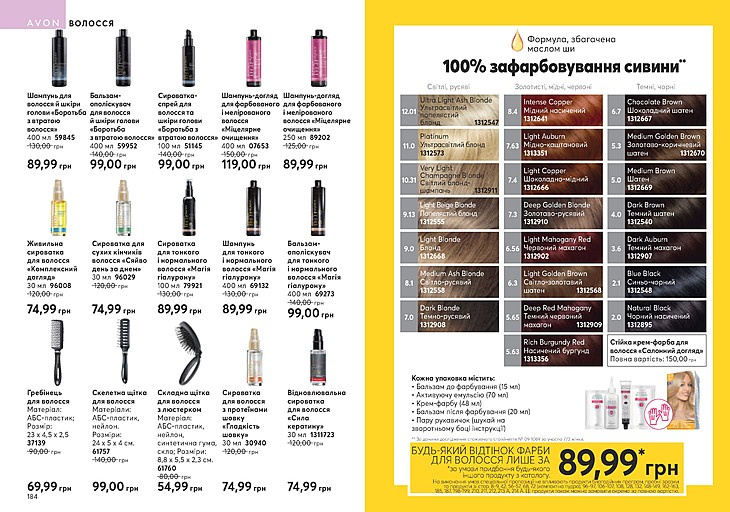 AVON ВОЛОССЯ
Шампунь для
волосся й шкіри
голови «Боротьба
з втратою
волосся»
400 мл 59845
130,00 грн
89,99 грн
Бальзам-
ополіскувач
для волосся
й шкіри голови
«Боротьба
з втратою волосся»
400 мл 59952
140,00 грн
99,00 грн
Сироватка-
спрей для
волосся та
шкіри голови
«Боротьба з
втратою волосся»
100 мл 51145
140,00 грн
99,00 грн
Шампунь-догляд
для фарбованого
і мелірованого
волосся
«Міцелярне
очищення»
400 мл 07653
150,00 грн
119,00 грн
Шампунь-догляд
для фарбованого
і мелірованого
волосся «Міцелярне
очищення»
250 мл 89202
125,00 грн
89,99 грн
Живильна
сироватка
для волосся
«Комплексний
догляд»
30 мл 96008
120,00 грн
74,99 грн
Сироватка для
сухих кінчиків
волосся «Сяйво
день за днем»
30 мл 96029
120,00 грн
74,99 грн
Сироватка
для тонкого
і нормального
волосся «Магія
гіалурону»
100 мл 79921
130,00 грн
89,99 грн
Шампунь
для тонкого
і нормального
волосся «Магія
гіалурону»
400 мл 69132
130,00 грн
89,99 грн
Бальзам-
ополіскувач
для тонкого
і нормального
волосся «Магія
гіалурону»
400 мл 69273
140,00 грн
99,00 грн
Гребінець
для волосся
Матеріал:
АБС-пластик;
Розмір:
23 х 4,5 х 2,5
37139
90,00 грн
69,99 грн
Скелетна щітка
для волосся
Матеріали:
АБС-пластик,
нейлон.
Розміри:
24 х 5 х 4 см.
61757
140,00 грн
99,00 грн
Складна щітка
для волосся
з люстерком
Матеріал:
АБС-пластик,
нейлон,
синтетична гума,
скло; Розміри:
8,8 х 5,5 х 2,3 см.
61760
80,00 грн
54,99 грн
Сироватка
для волосся
з протеїнами
шовку
«Гладкість
шовку»
30 мл 30940
120,00 грн
74,99 грн
Відновлювальна
сироватка
для волосся
«Сила
кератину»
30 мл 1311723
120,00 грн
74,99 грн
184
Формула, збагачена
маслом ши
100% зафарбовування сивини**
Світлі, русяві
12.01 Ultra Light Ash Blonde
Ультрасвітлий
попелястий
блонд 1312547
11.0 Platinum
Ультрасвітлий блонд
1312573
10.31 Very Light
Champagne Blonde
Світлий блонд-
шампань 1312911
9.13 Light Beige Blonde
Попелястий блонд
1312555
9.0 Light Blonde
Блонд
1312668
8.1 Medium Ash Blond
Світло-русявий
1312558
7.0 Dark Blonde
Темно-русявий
1312908
Золотисті, мідні, червоні
8.4 Intense Copper
Мідний насичений
1312641
7.63 Light Auburn
Мідно-каштановий
1313351
7.4 Light Copper
Шоколадно-мідний
1312666
7.3 Deep Golden Blonde
Золотаво-русявий
1312910
6.56 Light Mahogany Red
Червоний махагон
1312902
6.3 Light Golden Brown
Світло-золотавий
шатен 1312568
5.65 Deep Red Mahogany
Темний червоний
махагон 1312909
5.63 Rich Burgundy Red
Насичений бургунд
1313356
Темні, чорні
6.7 Chocolate Brown
Шоколадний шатен
1312667
5.3 Medium Golden Brown
Золотаво-коричневий
шатен 1312670
5.0 Medium Brown
Шатен
1312669
4.0 Dark Brown
Темний шатен
1312540
3.6 Dark Auburn
Темний махагон
1312907
2.1 Blue Black
Синьо-чорний
1312548
2.0 Natural Black
Чорний насичений
1312895
Стійка крем-фарба для
волосся «Салонний догляд»
Повна вартість: 150,00 грн
Кожна упаковка містить:
• Бальзам до фарбування (15 мл)
• Активуючу емульсію (70 мл)
• Крем-фарбу (48 мл)
• Бальзам після фарбування (20 мл)
• Пару рукавичок (шукай на
зворотньому боці інструкції)
БУДЬ-ЯКИЙ ВІДТІНОК ФАРБИ
ДЛЯ ВОЛОССЯ ЛИШЕ ЗА
*за умови придбання будь-якого
іншого продукту з каталогу.
89,99* грн